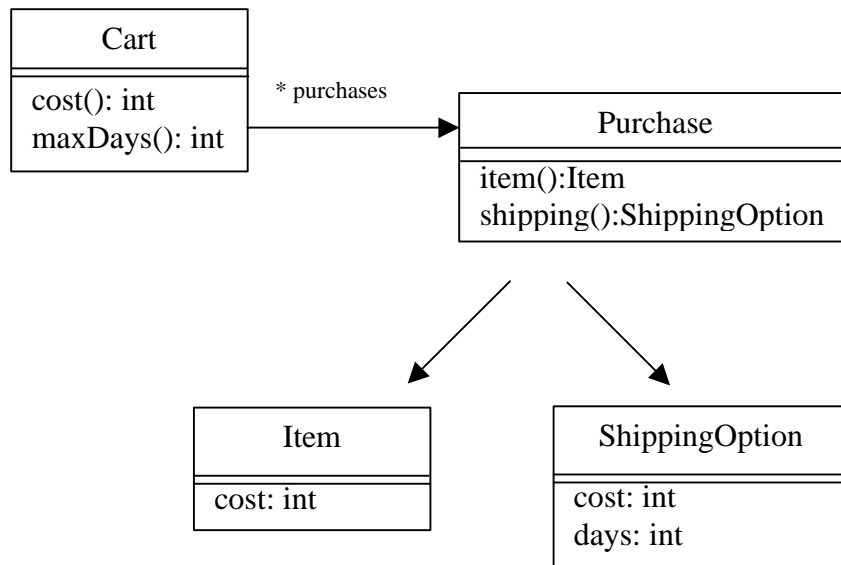 Cart
cost(): int
maxDays(): int
* purchases
Purchase
item():Item
shipping():ShippingOption
Item
cost: int
ShippingOption
cost: int
days: int